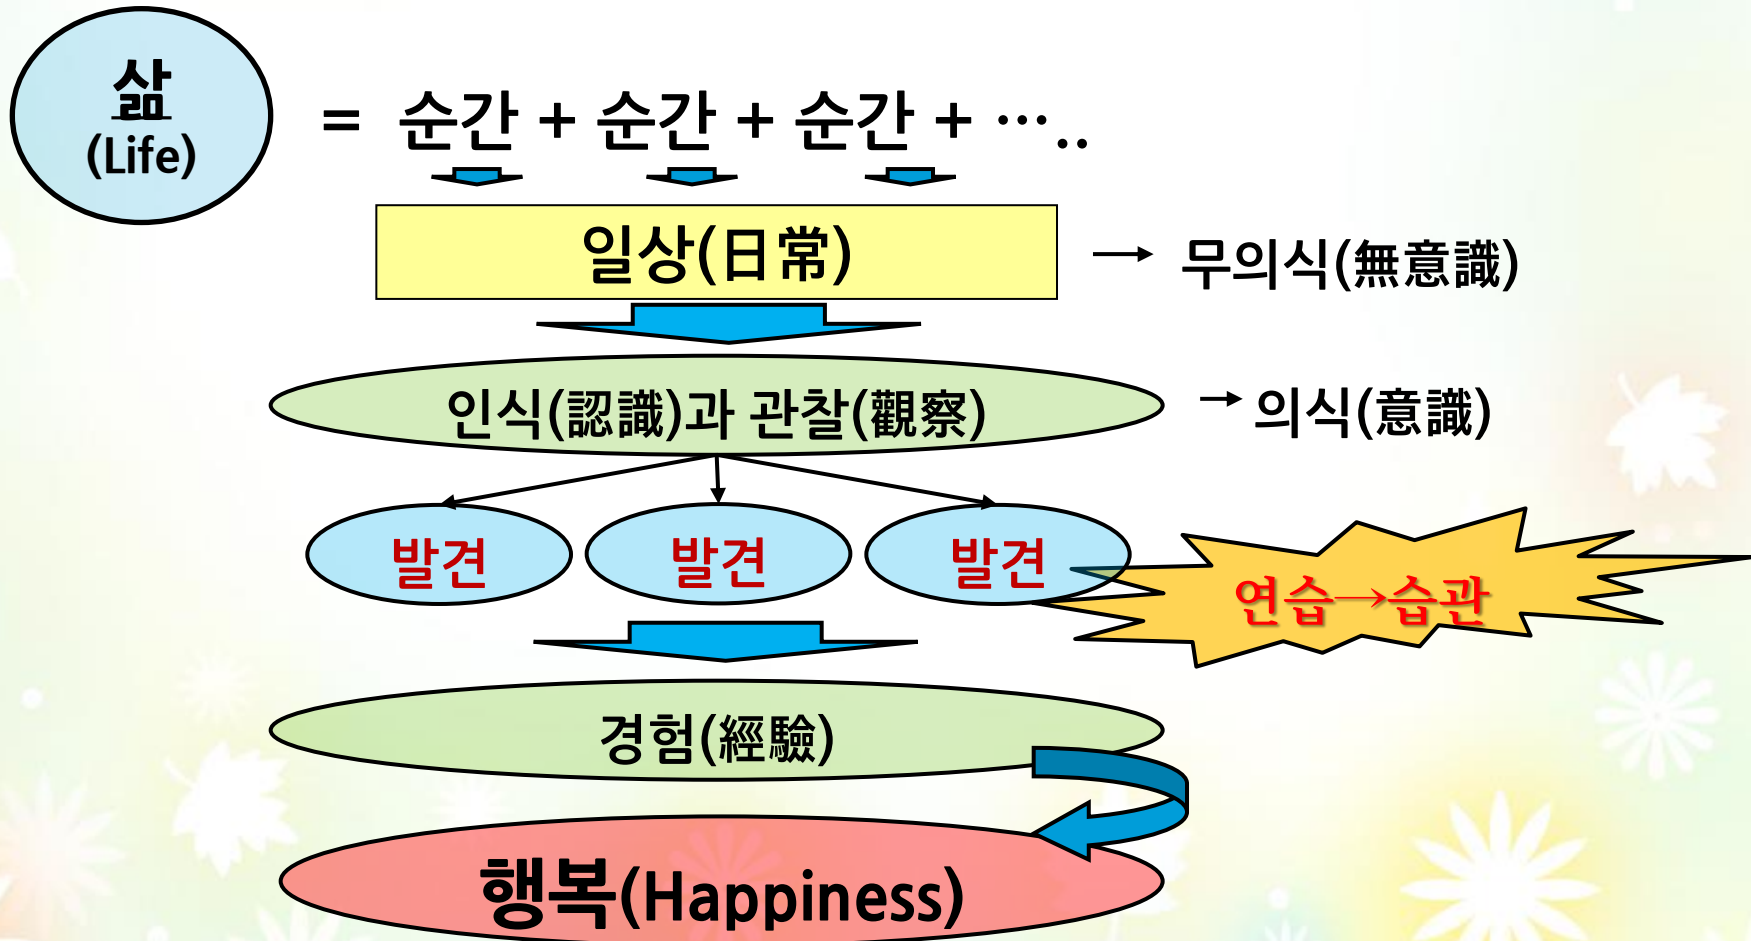 삶
(Life)
= 순간 + 순간 + 순간 + …..
일상(日常)
→ 무의식(無意識)
인식(認識)과 관찰(觀察)
→ 의식(意識)
발견 발견 발견
연습→습관
경험(經驗)
행복(Happiness)